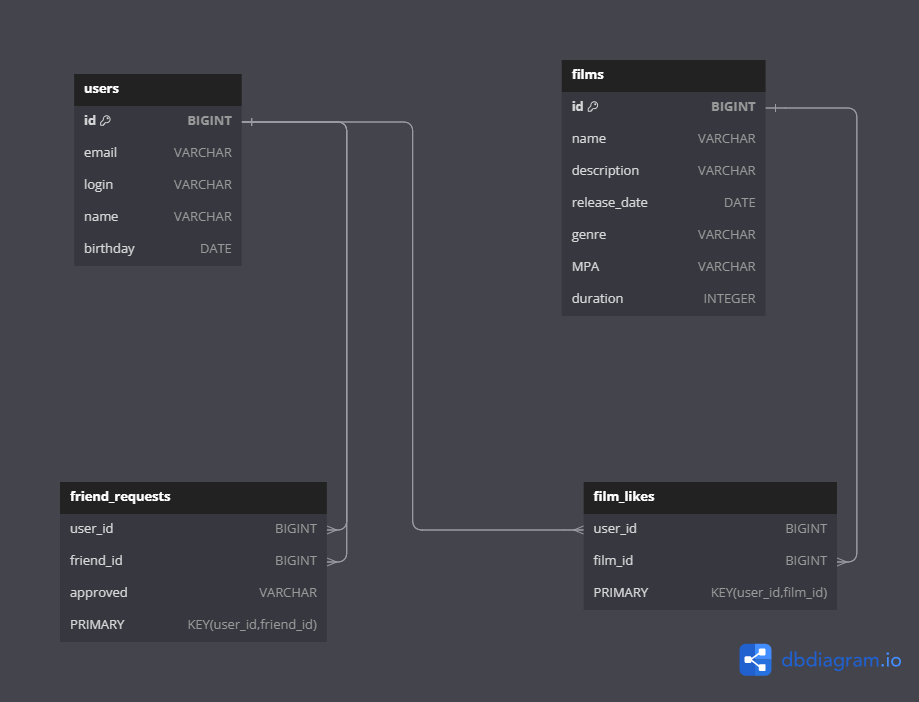 users
id BIGINT
email VARCHAR
login VARCHAR
name VARCHAR
birthday DATE
films
id BIGINT
name VARCHAR
description VARCHAR
release_date DATE
genre VARCHAR
MPA VARCHAR
duration INTEGER
friend_requests
user_id BIGINT
friend_id BIGINT
approved VARCHAR
PRIMARY KEY(user_id,friend_id)
film_likes
user_id BIGINT
film_id BIGINT
PRIMARY KEY(user_id,film_id)
dbdiagram.io